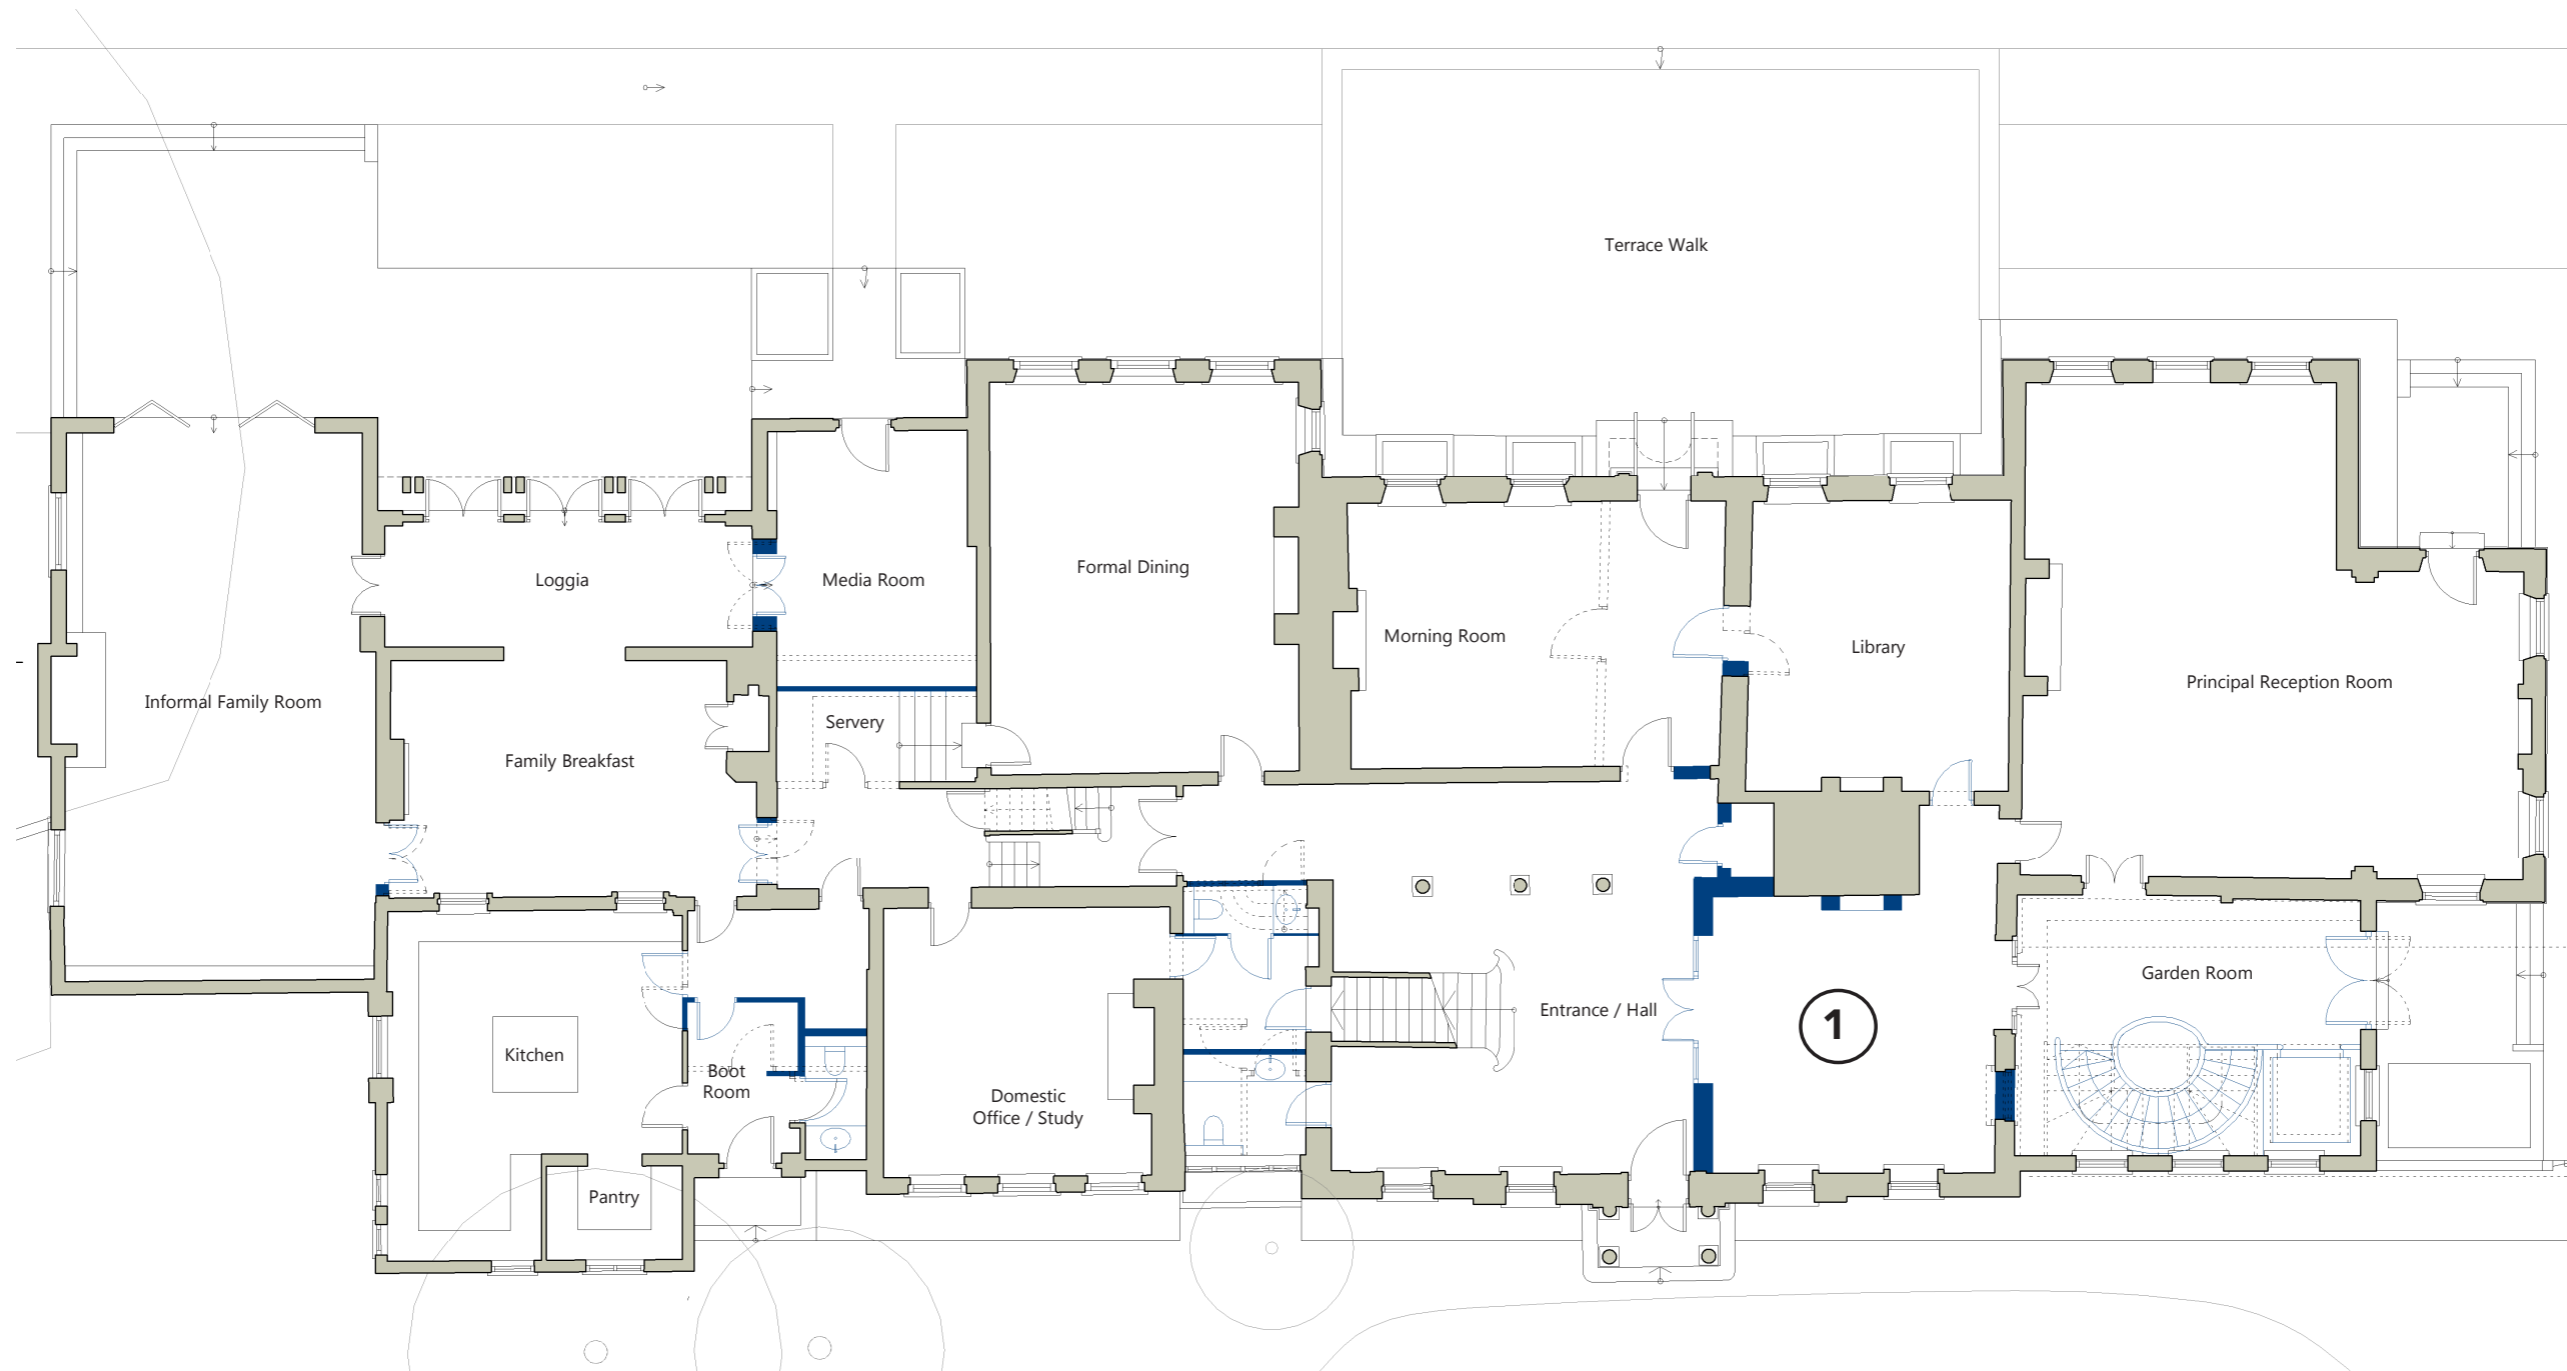 Terrace Walk
Formal Dining
Loggia
Media Room
Morning Room
Library
Principal Reception Room
Informal Family Room
Servery
Family Breakfast
Garden Room
Entrance / Hall
1
Kitchen
Boot
Room
Domestic
Office / Study
Pantry